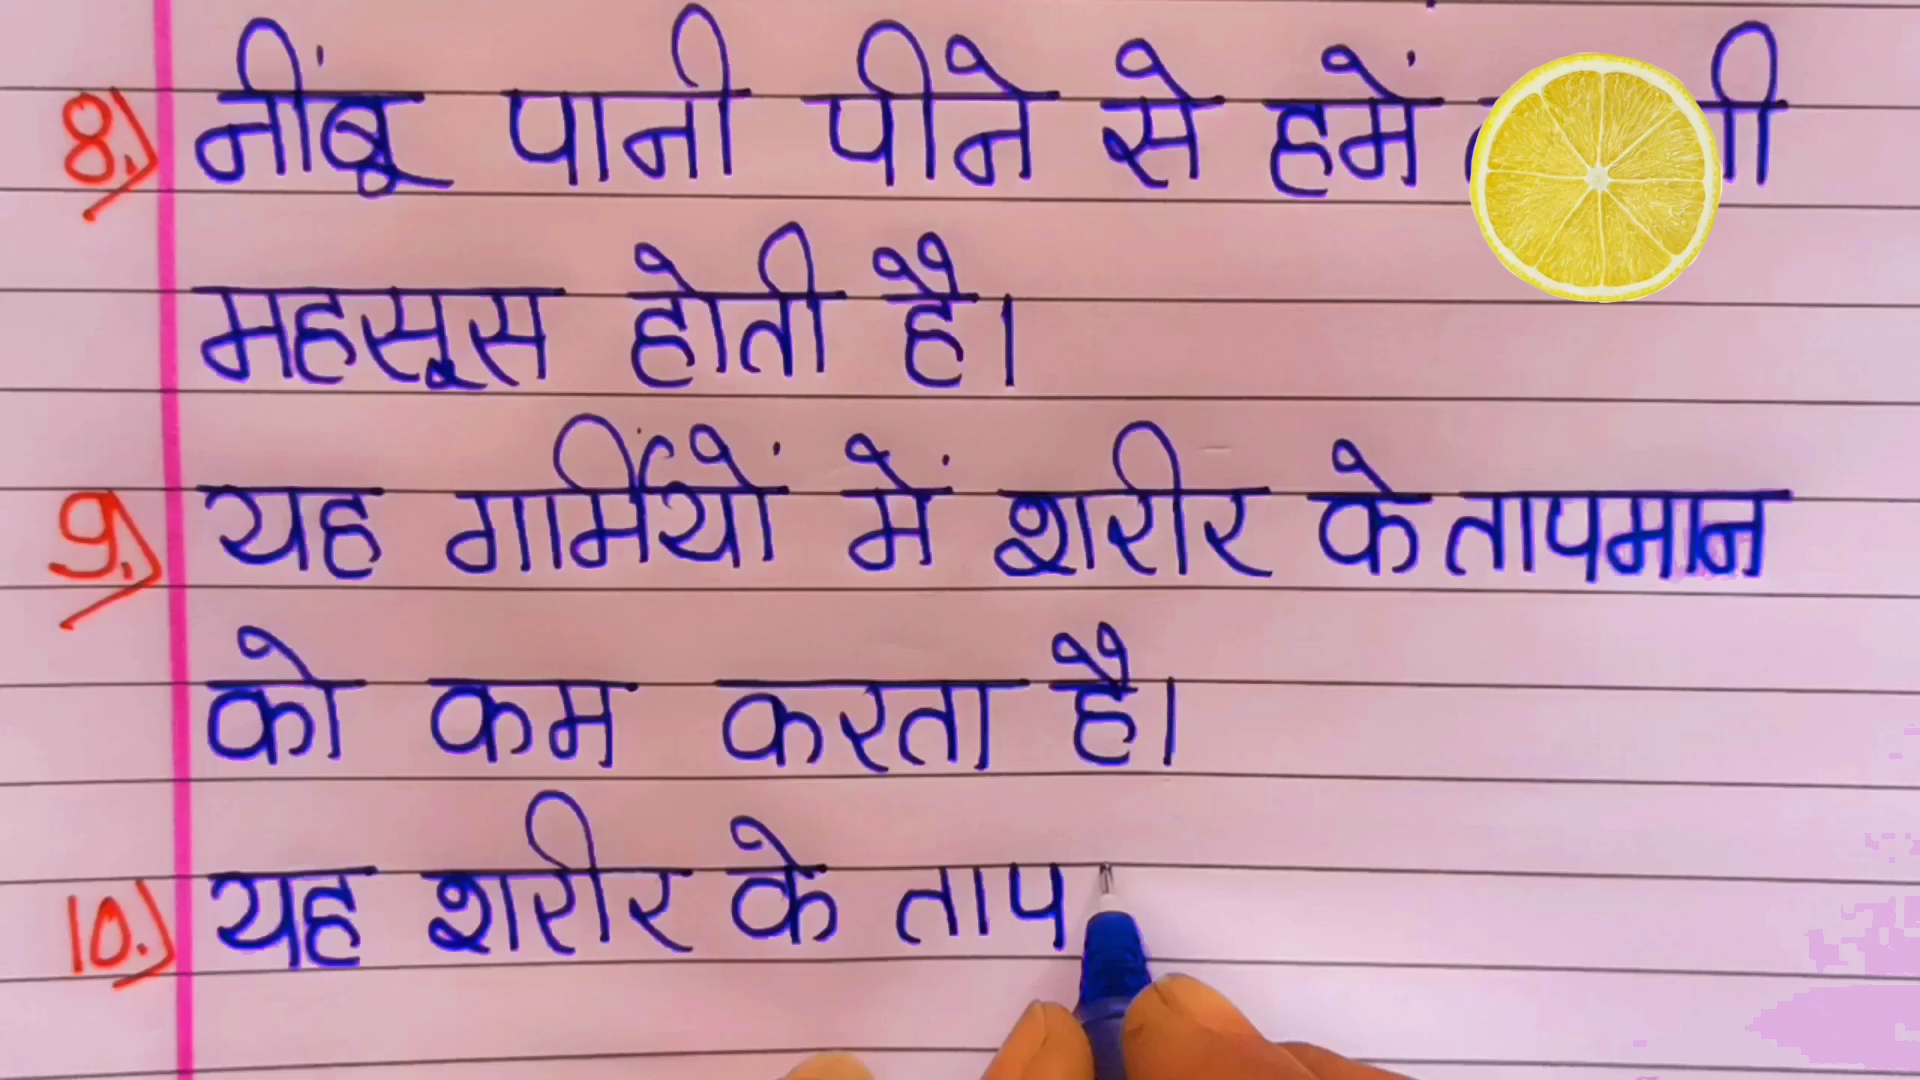 8.) नींबू पानी पीने से हमें
महसूस होती है।
9.) यह गर्मियों में शरीर के तापमान
को कम करता है।
10.) यह शरीर के ताप